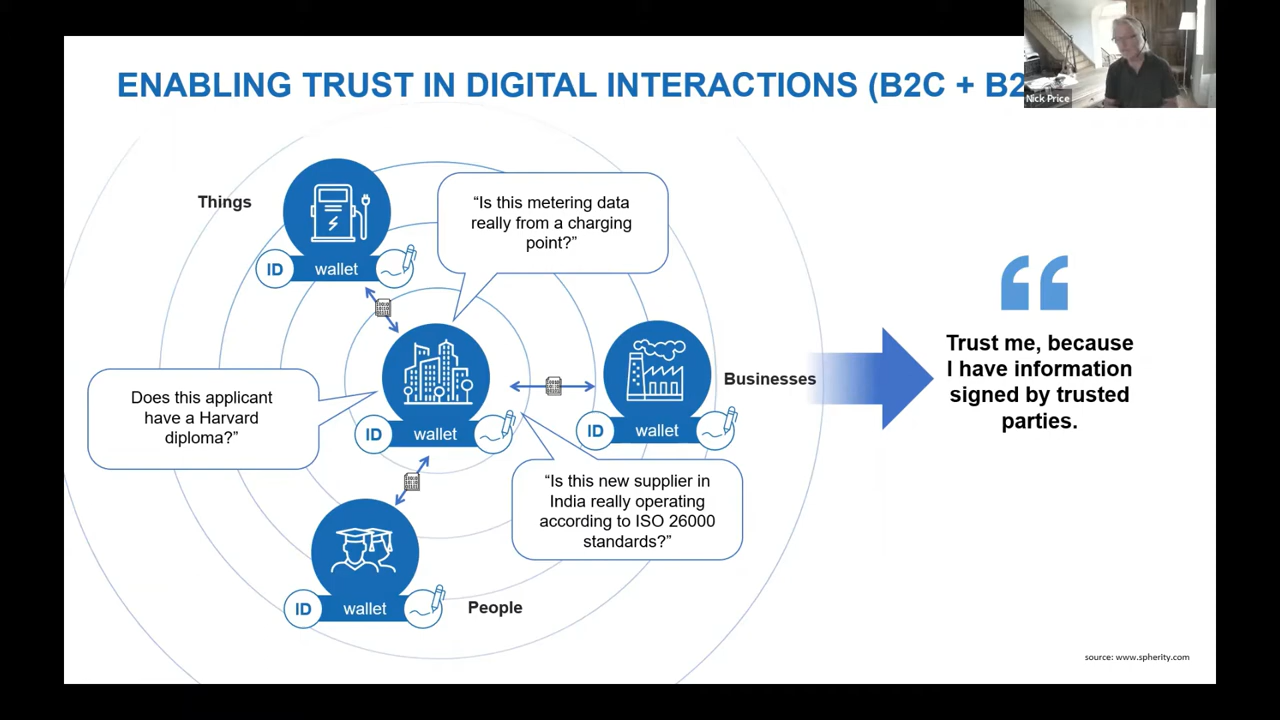 ENABLING TRUST IN DIGITAL INTERACTIONS (B2C + B2
Nick Price
Things
“Is this metering data
really from a charging
point?”
ID
wallet
Does this applicant
have a Harvard
diploma?”
ID
wallet
ID
wallet
Businesses
“Is this new supplier in
India really operating
according to ISO 26000
standards?”
ID
wallet
People
Trust me, because
I have information
signed by trusted
parties.
source: www.spherity.com